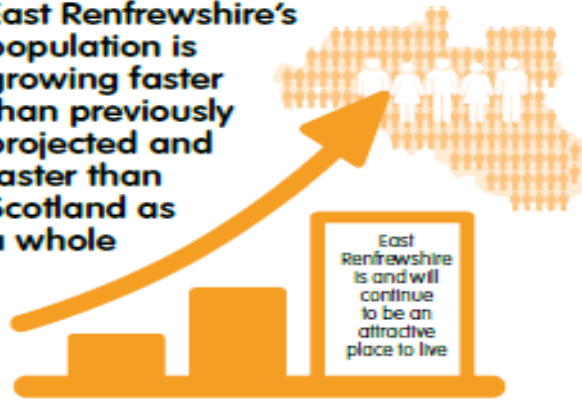 East Renfrewshire's
population is
growing faster
than previously
projected and
faster than
Scotland as
a whole
East
Renfrewshire
is and will
continue
to be an
attractive
place to live